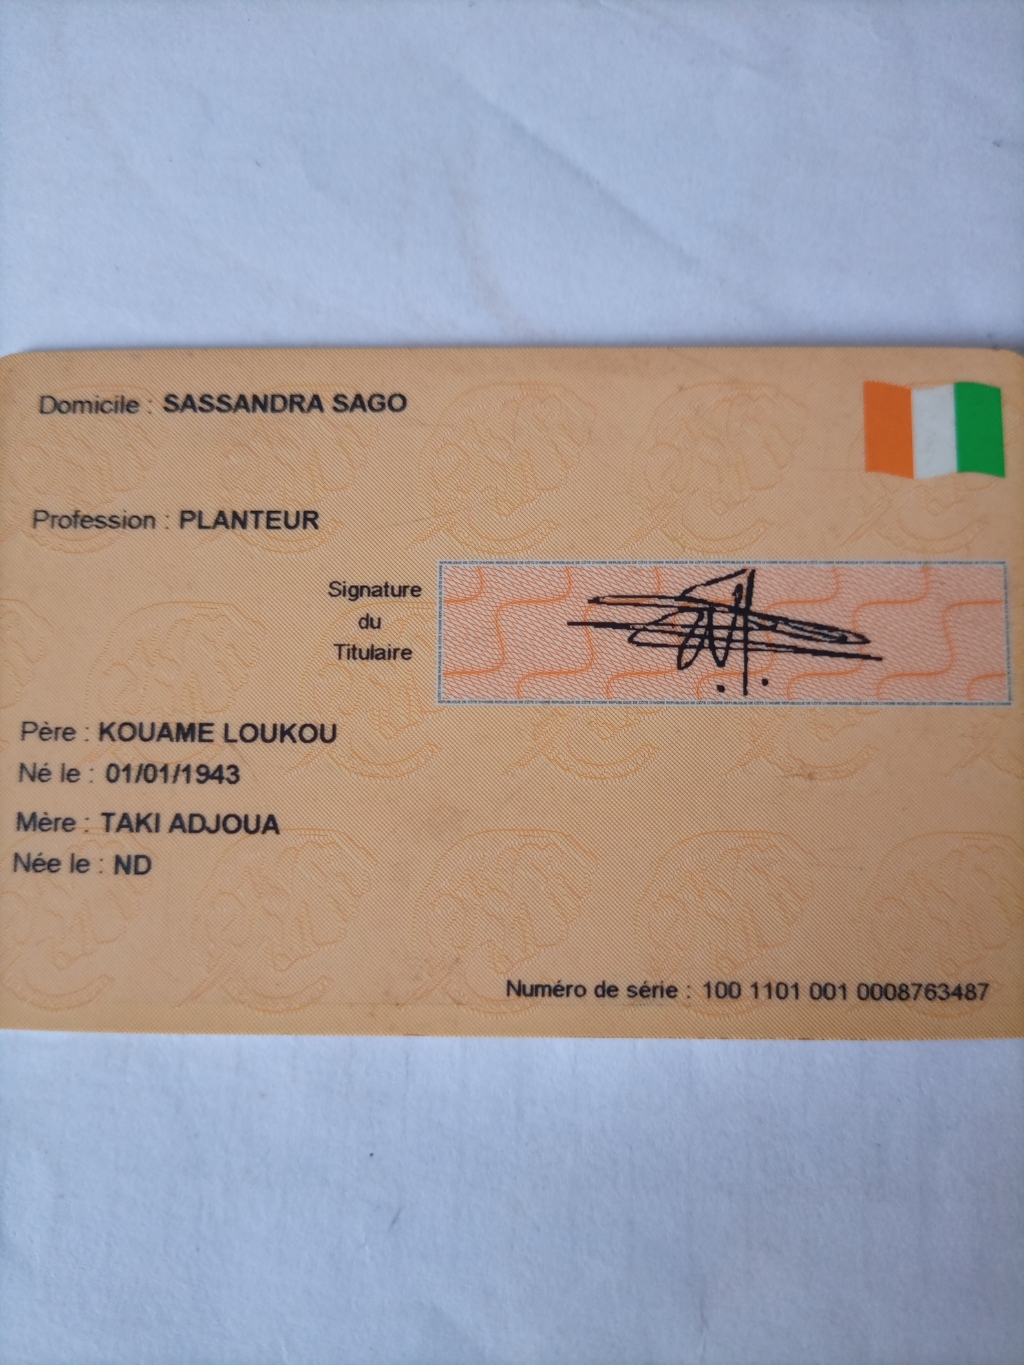 Domicile : SASSANDRA SAGO
Profession : PLANTEUR
Signature
du
Titulaire
Père : KOUAME LOUKOU
Né le : 01/01/1943
Mère : TAKI ADJOUA
Née le : ND
Numéro de série : 100 1101 001 0008763487